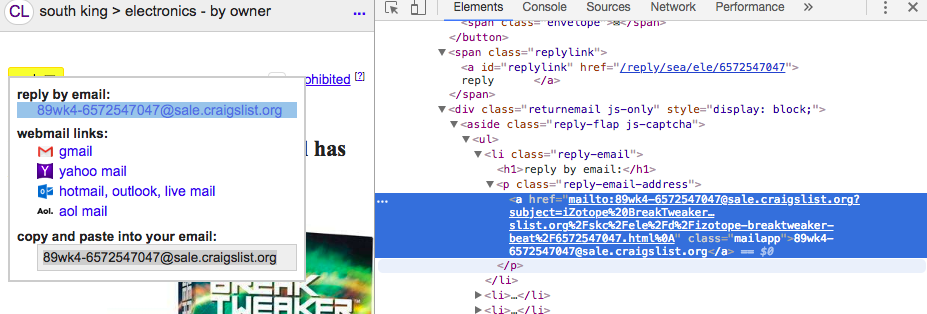 CL south king > electronics - by owner ...
Elements Console Sources Network Performance »
span class="envelope">✉</span>
</button>
▼<span class="replylink">
<a id="replylink" href="/reply/sea/ele/6572547047">
reply </a>
</span>
▼<div class="returnemail js-only" style="display: block;">
▼<aside class="reply-flap js-captcha">
▼<ul>
▼<li class="reply-email">
<h1>reply by email:</h1>
▼<p class="reply-email-address">
… <a href="mailto:89wk4-6572547047@sale.craigslist.org?
subject=iZotope%20BreakTweaker…
slist.org%2Fskc%2Fele%2Fd%2Fizotope-breaktweaker-
beat%2F6572547047.html%0A" class="mailapp">89wk4-
6572547047@sale.craigslist.org</a> == $0
</p>
</li>
▶<li>…</li>
▶<li>…</li>
ohibited [?]
reply by email:
89wk4-6572547047@sale.craigslist.org
webmail links:
gmail
yahoo mail
hotmail, outlook, live mail
Aol. aol mail
copy and paste into your email:
89wk4-6572547047@sale.craigslist.org
has
BREAK
TWEAKER